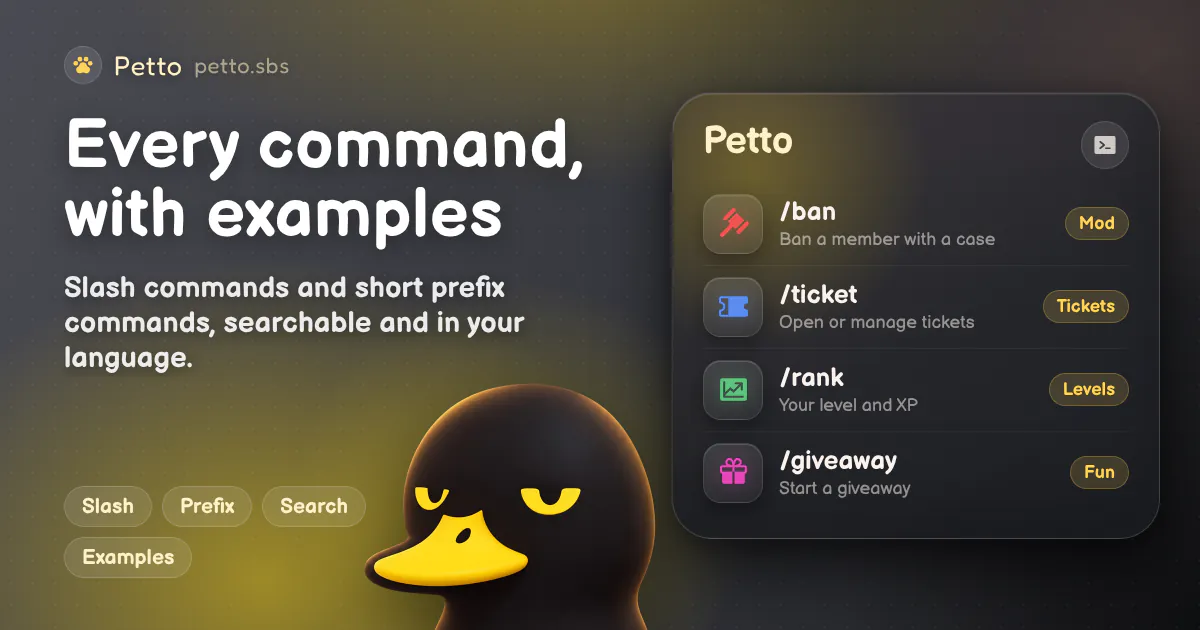 Petto petto.sbs
Every command,
with examples
Slash commands and short prefix
commands, searchable and in your
language.
Slash Prefix Search
Examples
Petto
/ban
Ban a member with a case
Mod
/ticket
Open or manage tickets
Tickets
/rank
Your level and XP
Levels
/giveaway
Start a giveaway
Fun